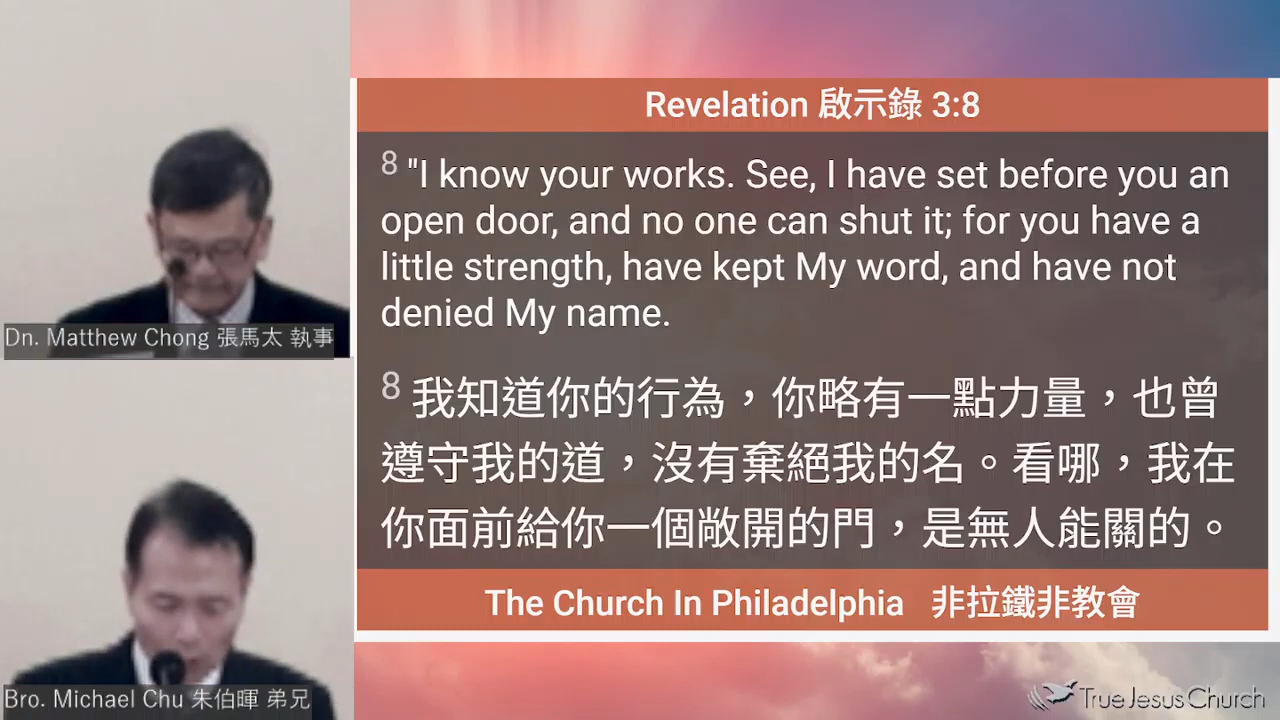 Revelation 啟示錄 3:8
8 "I know your works. See, I have set before you an
open door, and no one can shut it; for you have a
little strength, have kept My word, and have not
denied My name.
8 我知道你的行為，你略有一點力量，也曾
遵守我的道，沒有棄絕我的名。看哪，我在
你面前給你一個敞開的門，是無人能關的。
The Church In Philadelphia 非拉鐵非教會
Dn. Matthew Chong 張馬太 執事
Bro. Michael Chu 朱伯暉 弟兄
True Jesus Church